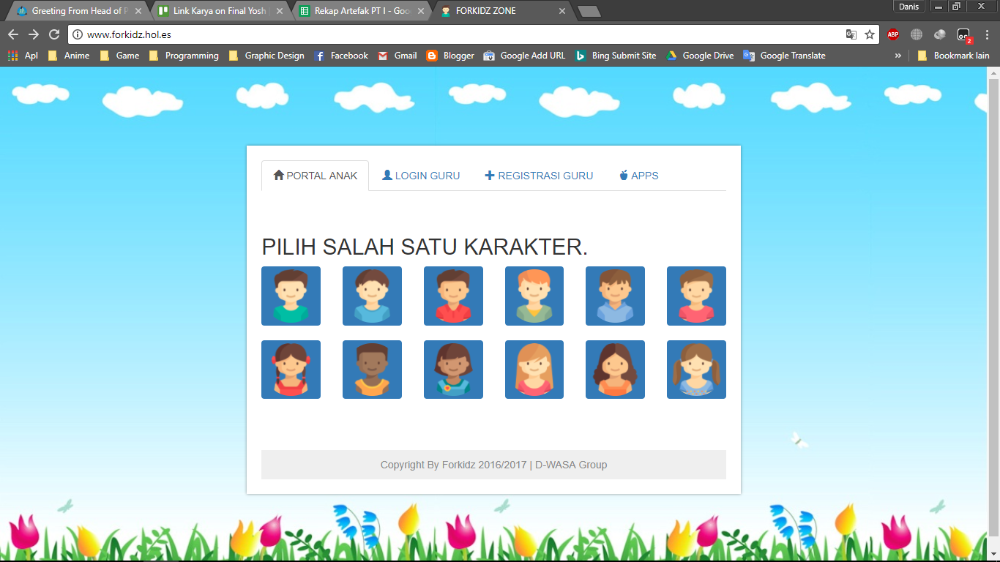 Greeting From Head of P
Link Karya on Final Yosh
Rekap Artefak PT I - Goo
FORKIDZ ZONE
Danis
www.forkidz.hol.es
ABP
2
Apl
Anime
Game
Programming
Graphic Design
Facebook
Gmail
Blogger
Google Add URL
Bing Submit Site
Google Drive
Google Translate
»
Bookmark lain
PORTAL ANAK
LOGIN GURU
REGISTRASI GURU
APPS
PILIH SALAH SATU KARAKTER.
Copyright By Forkidz 2016/2017 | D-WASA Group